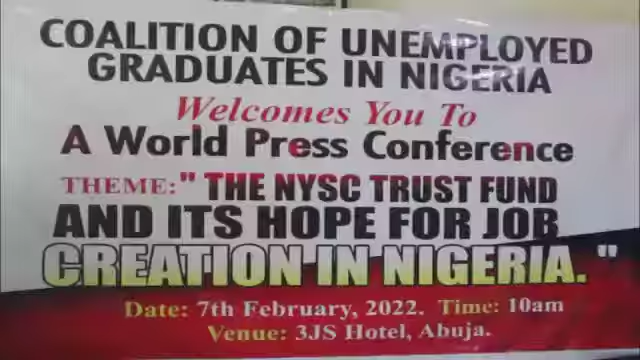 COALITION OF UNEMPLOYED
GRADUATES IN NIGERIA
Welcomes You To
A World Press Conference
THEME:" THE NYSC TRUST FUND
AND ITS HOPE FOR JOB
CREATION IN NIGERIA. "
Date: 7th February, 2022. Time: 10am
Venue: 3JS Hotel, Abuja.